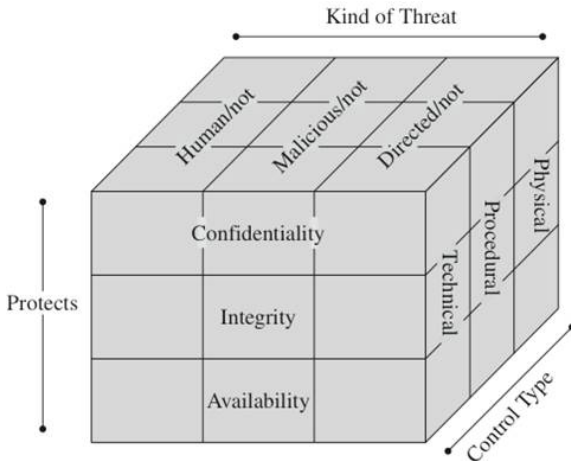 Kind of Threat
Human/not
Malicious/not
Directed/not
Physical
Procedural
Technical
Confidentiality
Protects
Integrity
Availability
Control Type